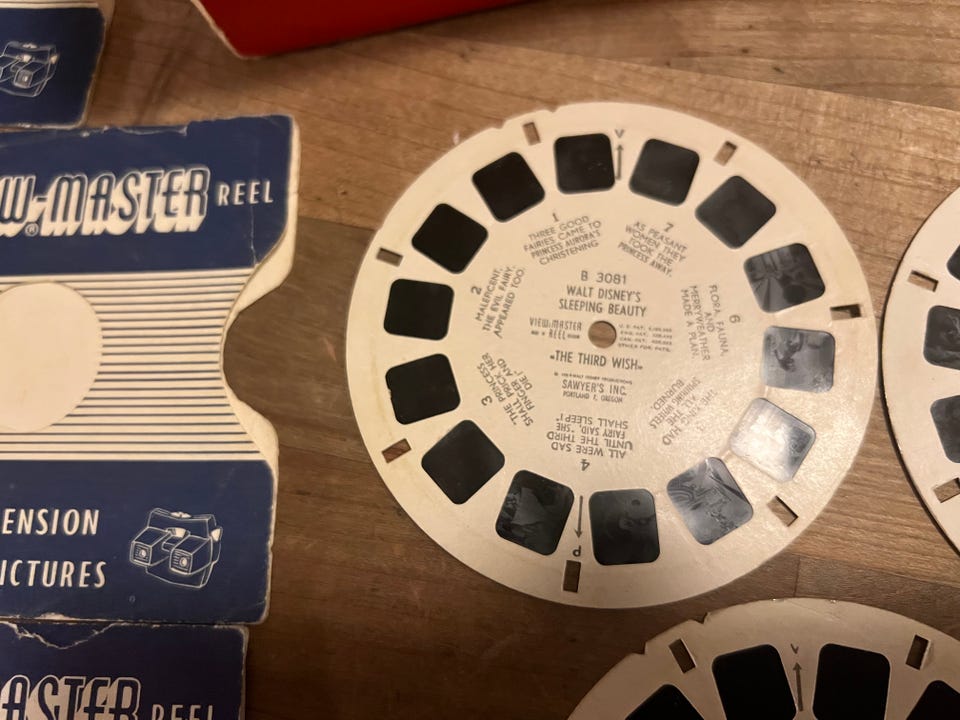 W-MASTER REEL
ENSION
ICTURES
ASTER REEL
V
1
THREE GOOD
FAIRIES CAME TO
PRINCESS AURORA'S
CHRISTENING
7
AS PEASANT
WOMEN THEY
TOOK THE
PRINCESS AWAY.
2
MALEFICENT,
THE EVIL FAIRY,
APPEARED TOO.
B 3081
WALT DISNEY'S
SLEEPING BEAUTY
VIEW-MASTER
REEL
«THE THIRD WISH»
SAWYER'S INC.
PORTLAND 7, OREGON
6
FLORA, FAUNA,
AND
MERRYWEATHER
MADE A PLAN.
3
"THE PRINCESS
SHALL PRICK HER
FINGER AND
DIE!"
4
ALL WERE SAD
UNTIL THE THIRD
FAIRY SAID, "SHE
SHALL SLEEP!"
THE KING HAD
ALL THE
SPINNING WHEELS
BURNED.
P
V